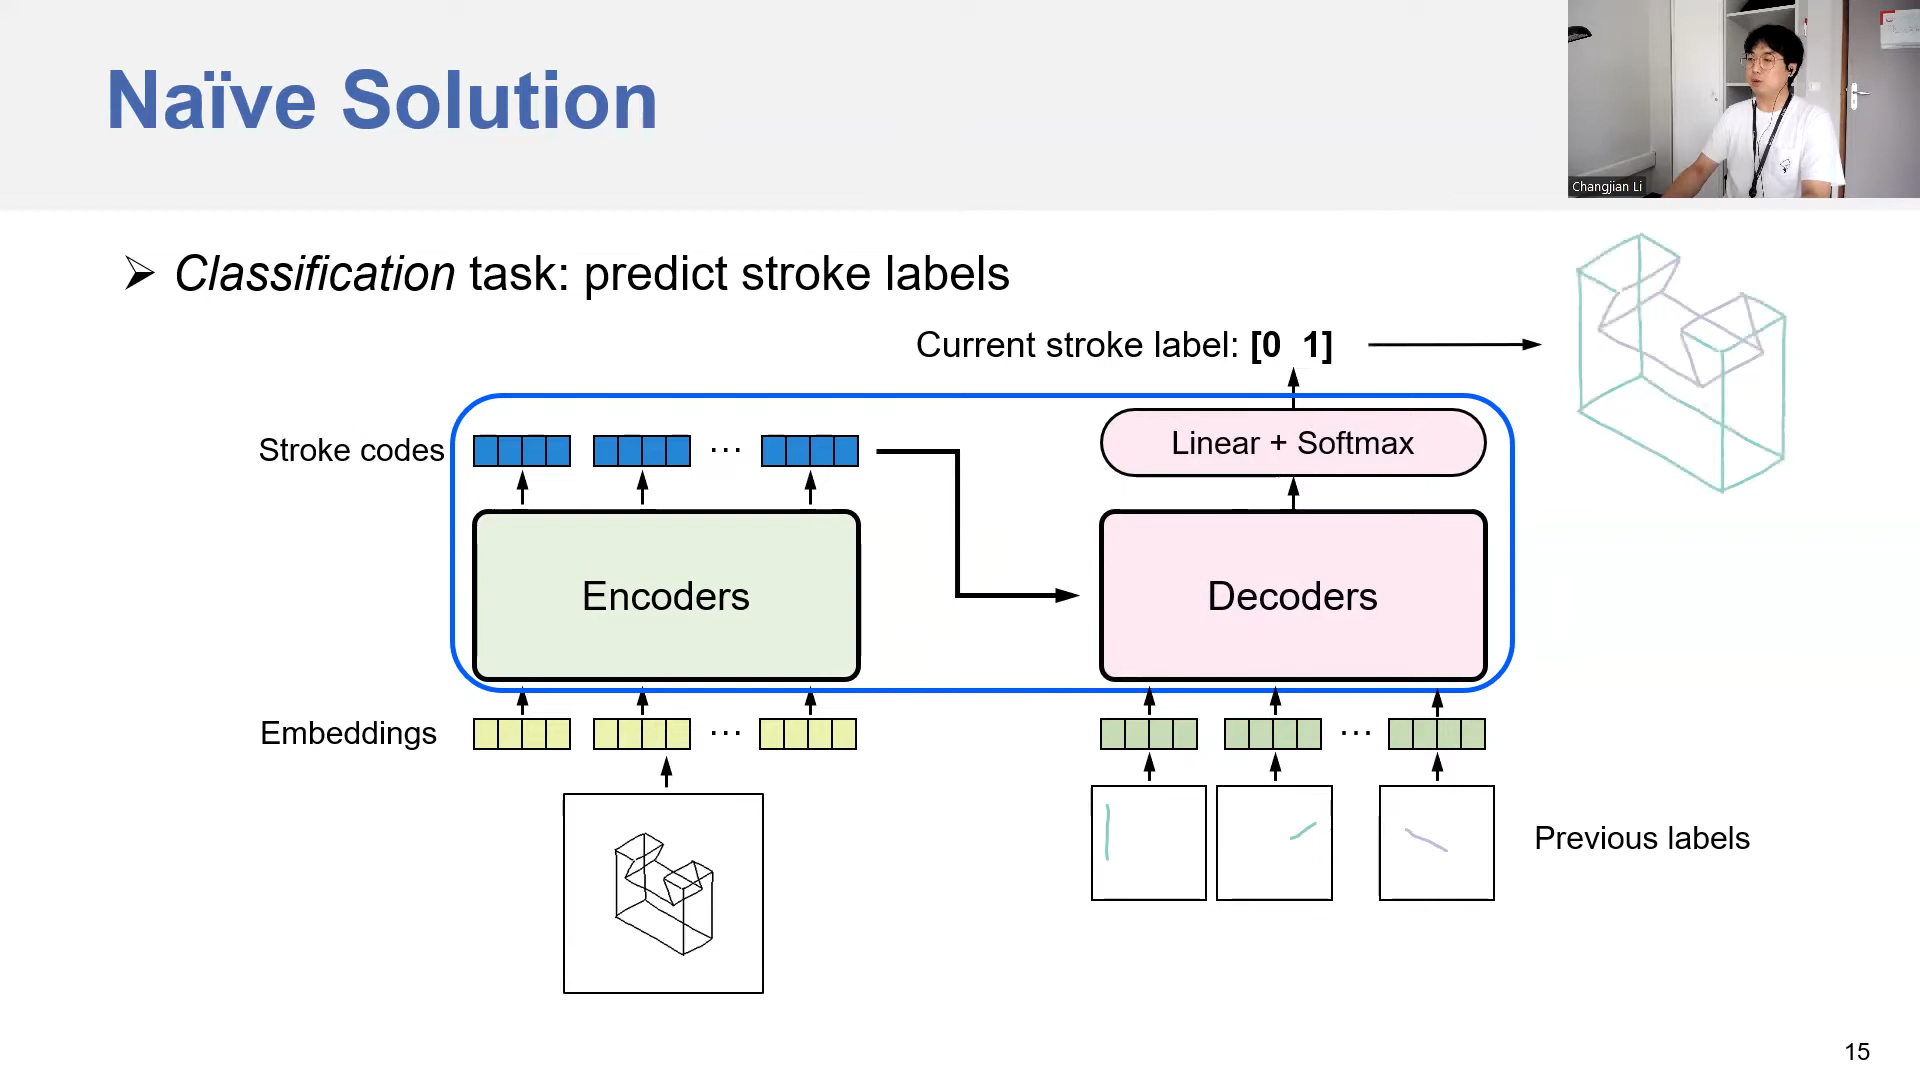 Naïve Solution
Changjian Li
➢ Classification task: predict stroke labels
Current stroke label: [0 1]
Stroke codes
...
Linear + Softmax
Encoders
Decoders
Embeddings
...
...
Previous labels
15